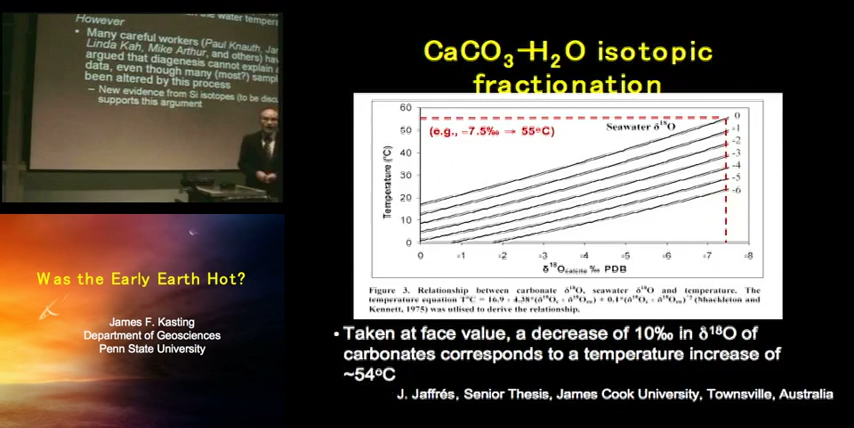 However
• Many careful workers (Paul Knauth,
Linda Kah, Mike Arthur, and others)
argued that diagenesis cannot explain
data, even though many (most?)
been altered by this process
– New evidence from Si isotopes (to be
supports this argument
Was the Early Earth Hot?
James F. Kasting
Department of Geosciences
Penn State University
CaCO₃–H₂O isotopic
fractionation
60
50
40
30
20
10
0
Temperature (°C)
(e.g., –7.5‰ ⇒ 55°C)
Seawater δ¹⁸O
0
-1
-2
-3
-4
-5
-6
0 -1 -2 -3 -4 -5 -6 -7 -8
δ¹⁸Ocalcite ‰ PDB
Figure 3. Relationship between carbonate δ¹⁸O, seawater δ¹⁸O and temperature. The
temperature equation T°C = 16.9 - 4.38*(δ¹⁸Oc - δ¹⁸Ow) + 0.1*(δ¹⁸Oc - δ¹⁸Ow)^2 (Shackleton and
Kennett, 1975) was utlised to derive the relationship.
• Taken at face value, a decrease of 10‰ in δ¹⁸O of
carbonates corresponds to a temperature increase of
~54°C
J. Jaffrés, Senior Thesis, James Cook University, Townsville, Australia